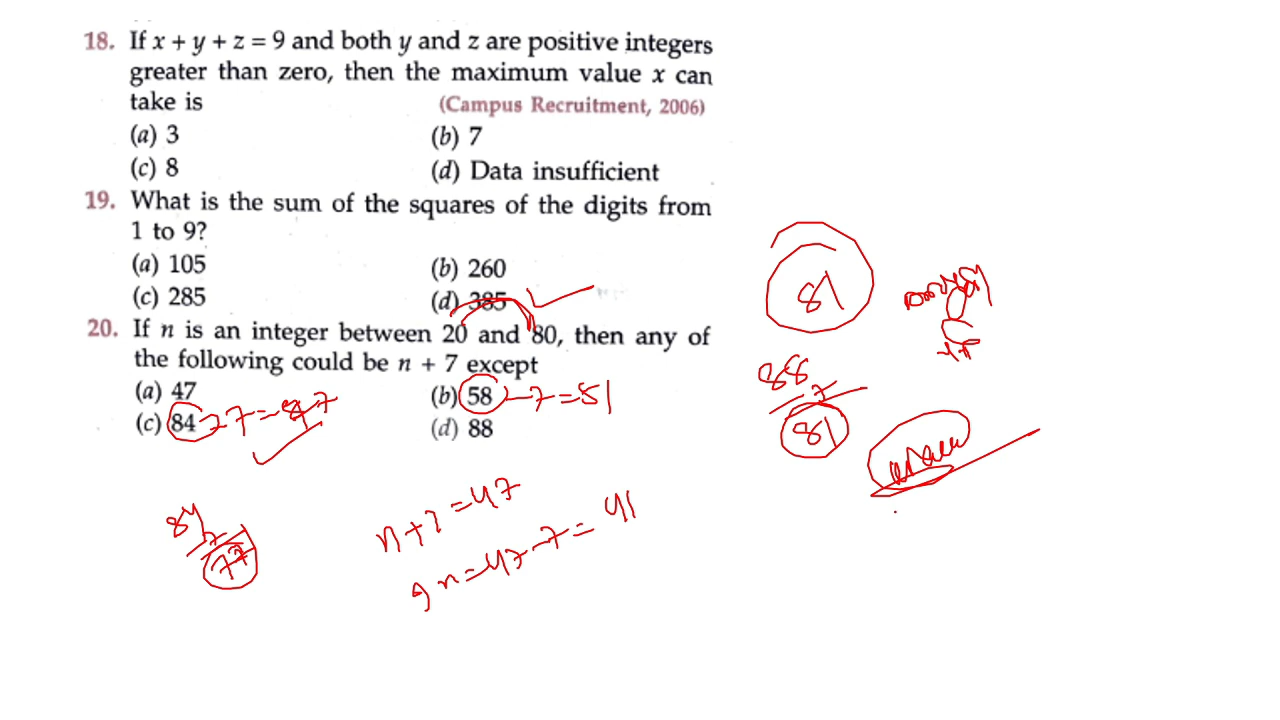 18. If x + y + z = 9 and both y and z are positive integers
greater than zero, then the maximum value x can
take is (Campus Recruitment, 2006)
(a) 3 (b) 7
(c) 8 (d) Data insufficient
19. What is the sum of the squares of the digits from
1 to 9?
(a) 105 (b) 260
(c) 285 (d) 385
20. If n is an integer between 20 and 80, then any of
the following could be n + 7 except
(a) 47 (b) 58 - 7 = 51
(c) 84 (d) 88
81
88
7
81
84
7
77
n+7 = 47
n = 47 - 7 = 41